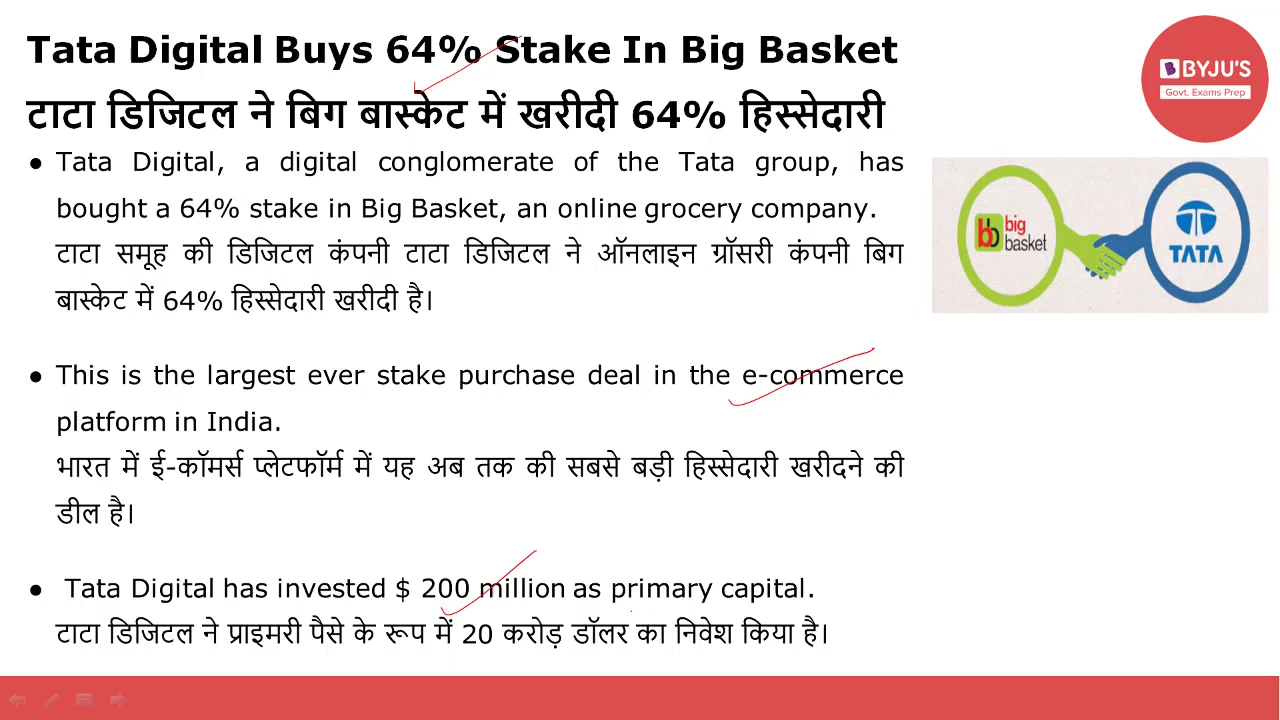 Tata Digital Buys 64% Stake In Big Basket
टाटा डिजिटल ने बिग बास्केट में खरीदी 64% हिस्सेदारी
BYJU'S
Govt. Exams Prep
● Tata Digital, a digital conglomerate of the Tata group, has
bought a 64% stake in Big Basket, an online grocery company.
टाटा समूह की डिजिटल कंपनी टाटा डिजिटल ने ऑनलाइन ग्रॉसरी कंपनी बिग
बास्केट में 64% हिस्सेदारी खरीदी है।
bb big
basket
TATA
● This is the largest ever stake purchase deal in the e-commerce
platform in India.
भारत में ई-कॉमर्स प्लेटफॉर्म में यह अब तक की सबसे बड़ी हिस्सेदारी खरीदने की
डील है।
● Tata Digital has invested $ 200 million as primary capital.
टाटा डिजिटल ने प्राइमरी पैसे के रूप में 20 करोड़ डॉलर का निवेश किया है।